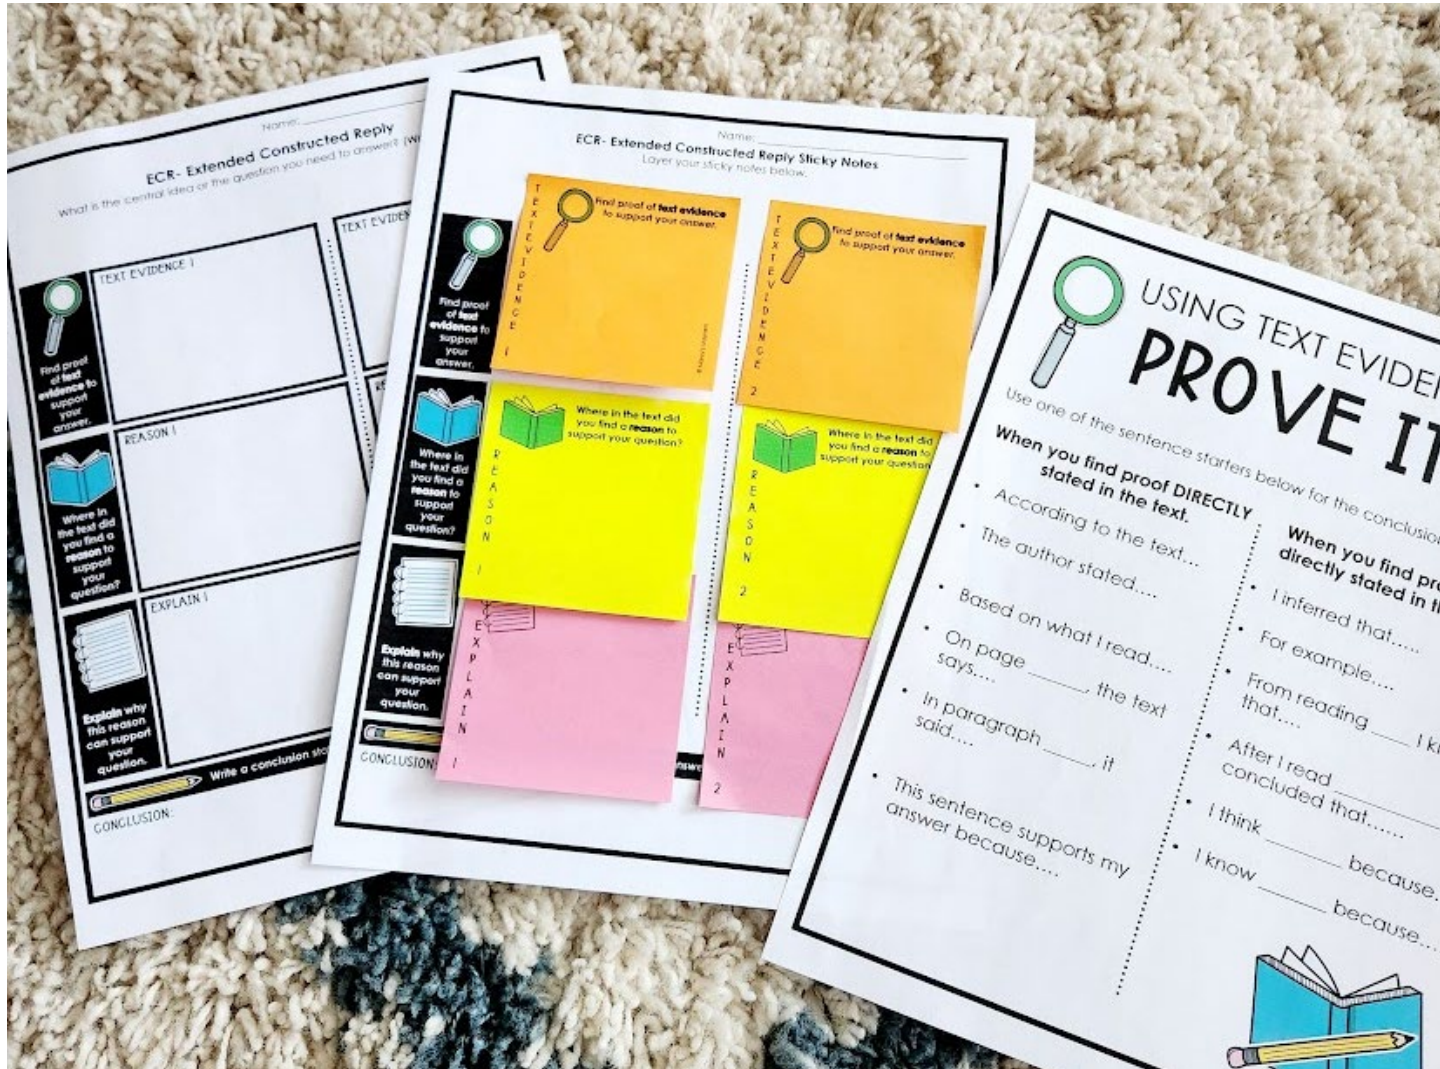 Name:
ECR- Extended Constructed Reply
What is the central idea or the question you need to answer?
TEXT EVIDENCE 1
TEXT
Find proof
of text
evidence to
support
your
answer.
REASON 1
Where in
the text did
you find a
reason to
support
your
question?
EXPLAIN 1
Explain why
this reason
can support
your
question.
Write a conclusion
CONCLUSION:
Name:
ECR- Extended Constructed Reply Sticky Notes
Layer your sticky notes below.
Find proof
of text
evidence to
support
your
answer.
TEXT EVIDENCE 1
Find proof of text evidence
to support your answer.
TEXT EVIDENCE 2
Find proof of text evidence
to support your answer.
Where in
the text did
you find a
reason to
support
your
question?
REASON 1
Where in the text did
you find a reason to
support your question?
REASON 2
Where in the text did
you find a reason to
support your question
Explain why
this reason
can support
your
question.
EXPLAIN 1
EXPLAIN 2
CONCLUSION:
USING TEXT EVIDEN
PROVE IT
Use one of the sentence starters below for the conclusion
When you find proof DIRECTLY
stated in the text.
• According to the text...
• The author stated....
• Based on what I read....
• On page ______, the text
says....
• In paragraph ______, it
said....
• This sentence supports my
answer because....
When you find pr
directly stated in t
• I inferred that......
• For example....
• From reading ____ I k
that....
• After I read ________
concluded that......
• I think ________ because.
• I know ________ because...